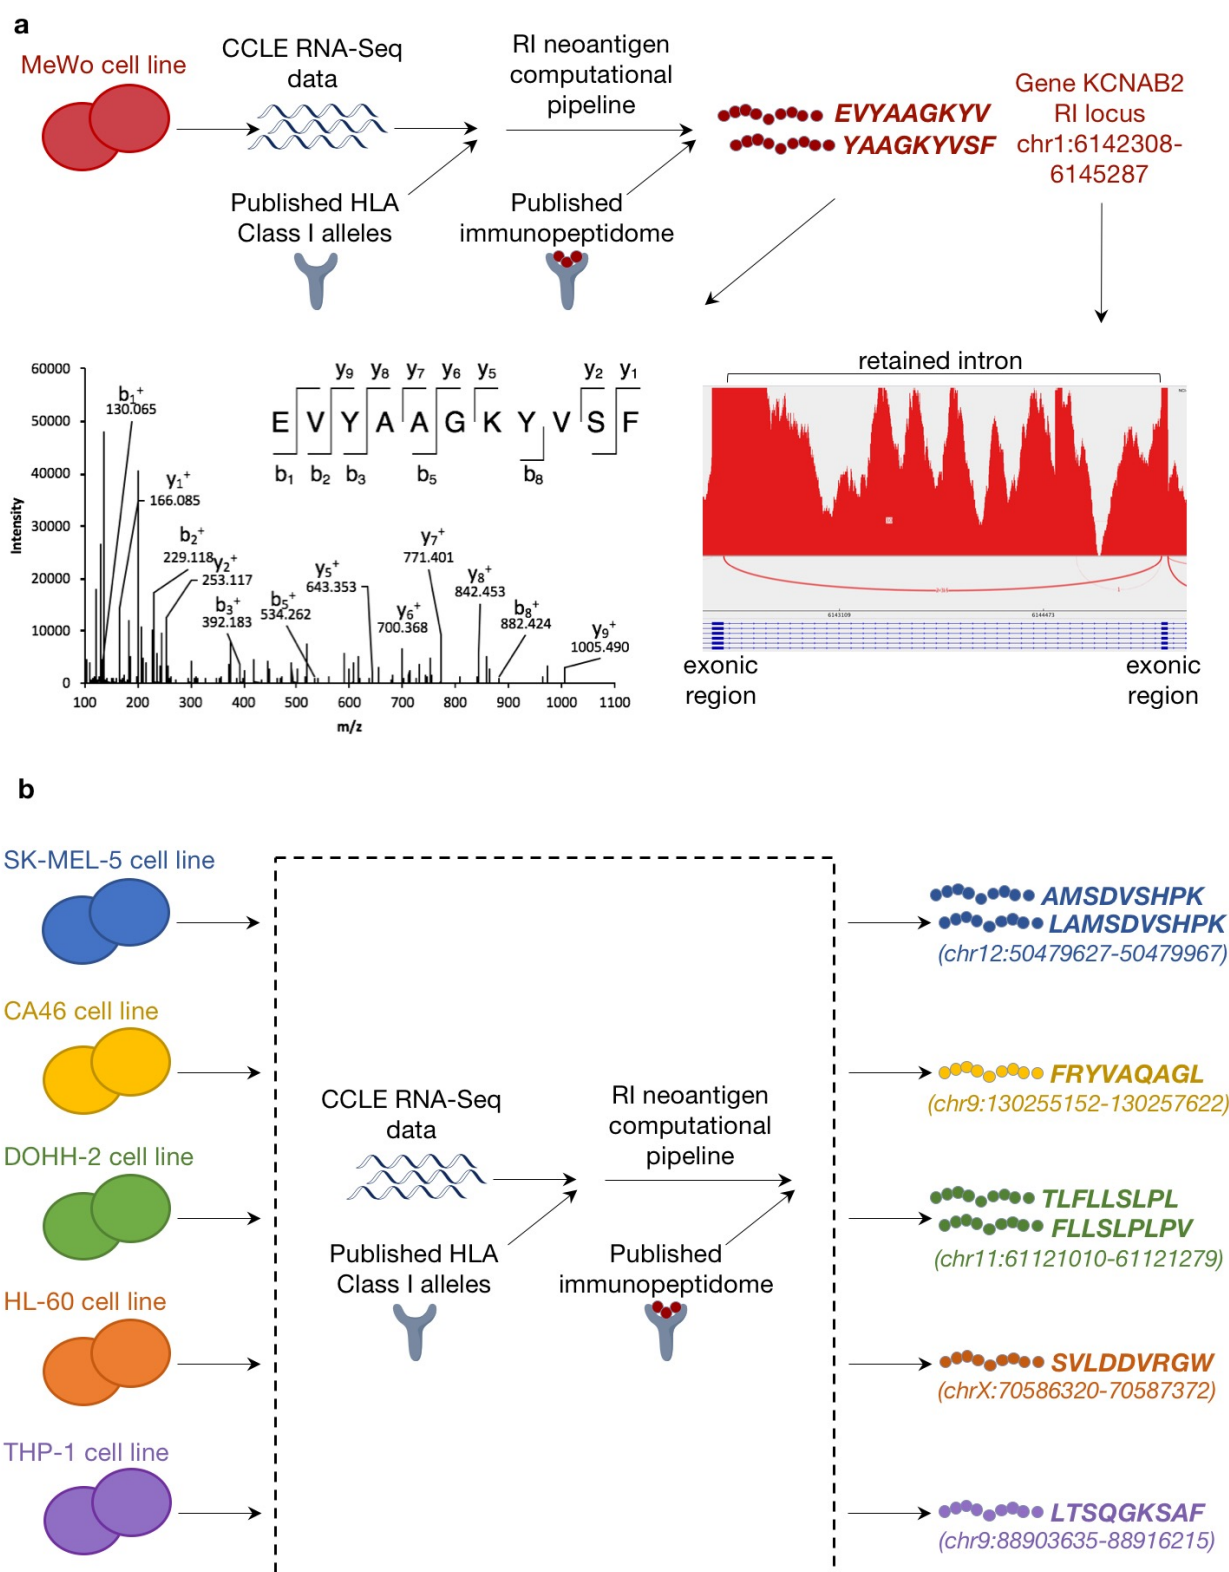 a
MeWo cell line
CCLE RNA-Seq
data
RI neoantigen
computational
pipeline
EVYAAGKYV
YAAGKYVSF
Gene KCNAB2
RI locus
chr1:6142308-
6145287
Published HLA
Class I alleles
Published
immunopeptidome
60000
50000
40000
30000
20000
10000
0
Intensity
100 200 300 400 500 600 700 800 900 1000 1100
m/z
y9 y8 y7 y6 y5 y2 y1
E V Y A A G K Y V S F
b1 b2 b3 b5 b8
b1+
130.065
y1+
166.085
b2+
229.118
y2+
253.117
b3+
392.183
b5+
534.262
y5+
643.353
y6+
700.368
y7+
771.401
y8+
842.453
b8+
882.424
y9+
1005.490
retained intron
6143109 6144473
exonic
region
exonic
region
b
SK-MEL-5 cell line
AMSDVSHPK
LAMSDVSHPK
(chr12:50479627-50479967)
CA46 cell line
FRYVAQAGL
(chr9:130255152-130257622)
DOHH-2 cell line
TLFLLSLPL
FLLSLPLPV
(chr11:61121010-61121279)
HL-60 cell line
SVLDDVRGW
(chrX:70586320-70587372)
THP-1 cell line
LTSQGKSAF
(chr9:88903635-88916215)
CCLE RNA-Seq
data
RI neoantigen
computational
pipeline
Published HLA
Class I alleles
Published
immunopeptidome